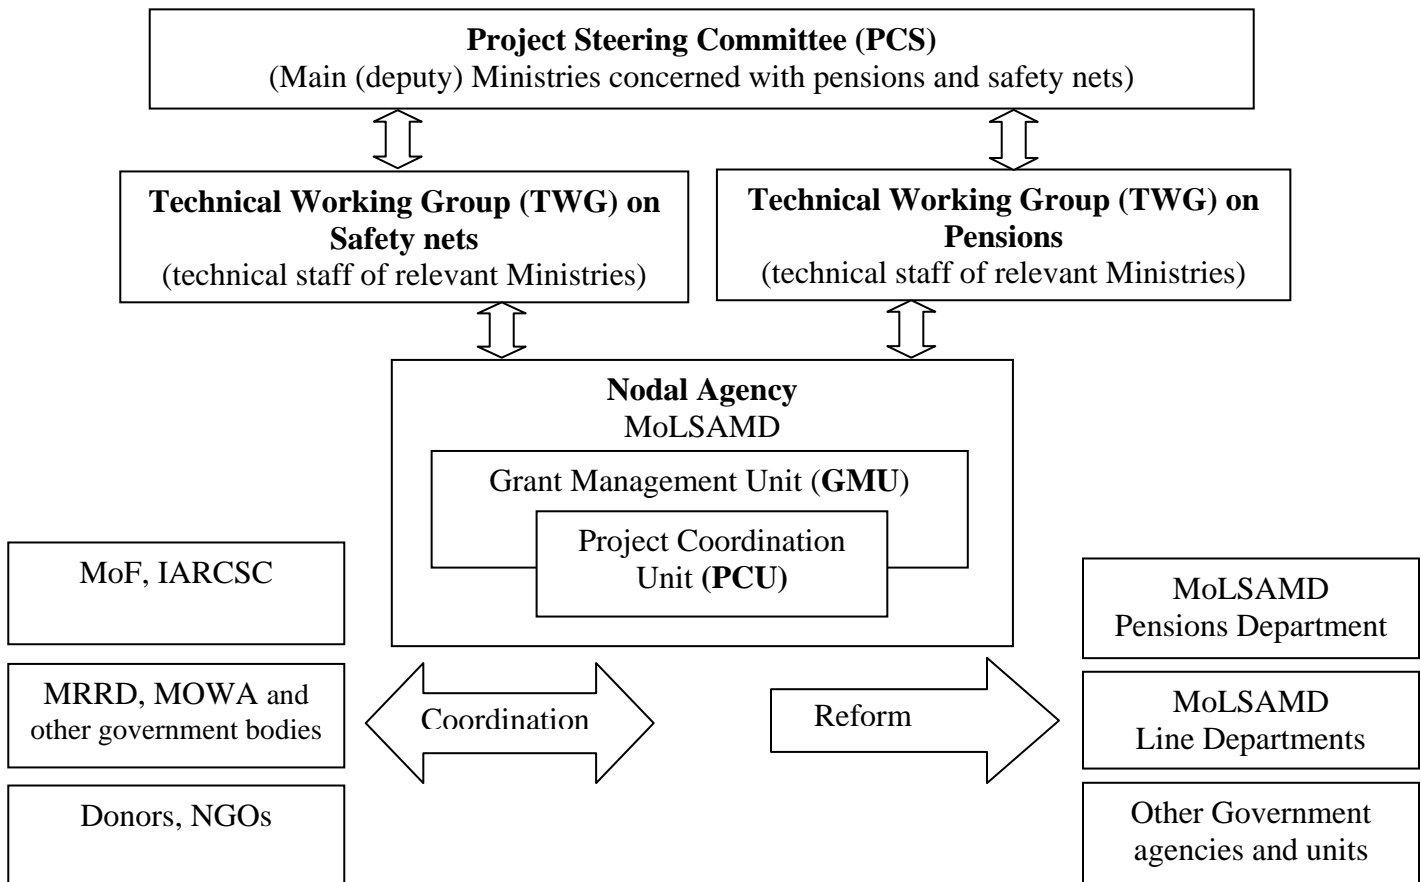 Project Steering Committee (PCS)
(Main (deputy) Ministries concerned with pensions and safety nets)
Technical Working Group (TWG) on
Safety nets
(technical staff of relevant Ministries)
Technical Working Group (TWG) on
Pensions
(technical staff of relevant Ministries)
Nodal Agency
MoLSAMD
Grant Management Unit (GMU)
Project Coordination
Unit (PCU)
MoF, IARCSC
MRRD, MOWA and
other government bodies
Donors, NGOs
Coordination
Reform
MoLSAMD
Pensions Department
MoLSAMD
Line Departments
Other Government
agencies and units